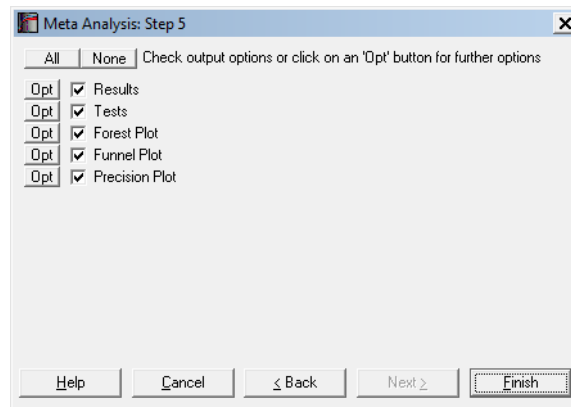 Meta Analysis: Step 5
All None Check output options or click on an 'Opt' button for further options
Opt Results
Opt Tests
Opt Forest Plot
Opt Funnel Plot
Opt Precision Plot
Help Cancel < Back Next > Finish